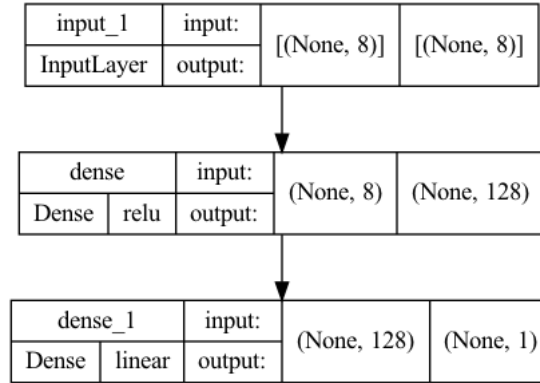 input_1 input: [(None, 8)] [(None, 8)]
InputLayer output:
dense input: (None, 8) (None, 128)
Dense relu output:
dense_1 input: (None, 128) (None, 1)
Dense linear output: